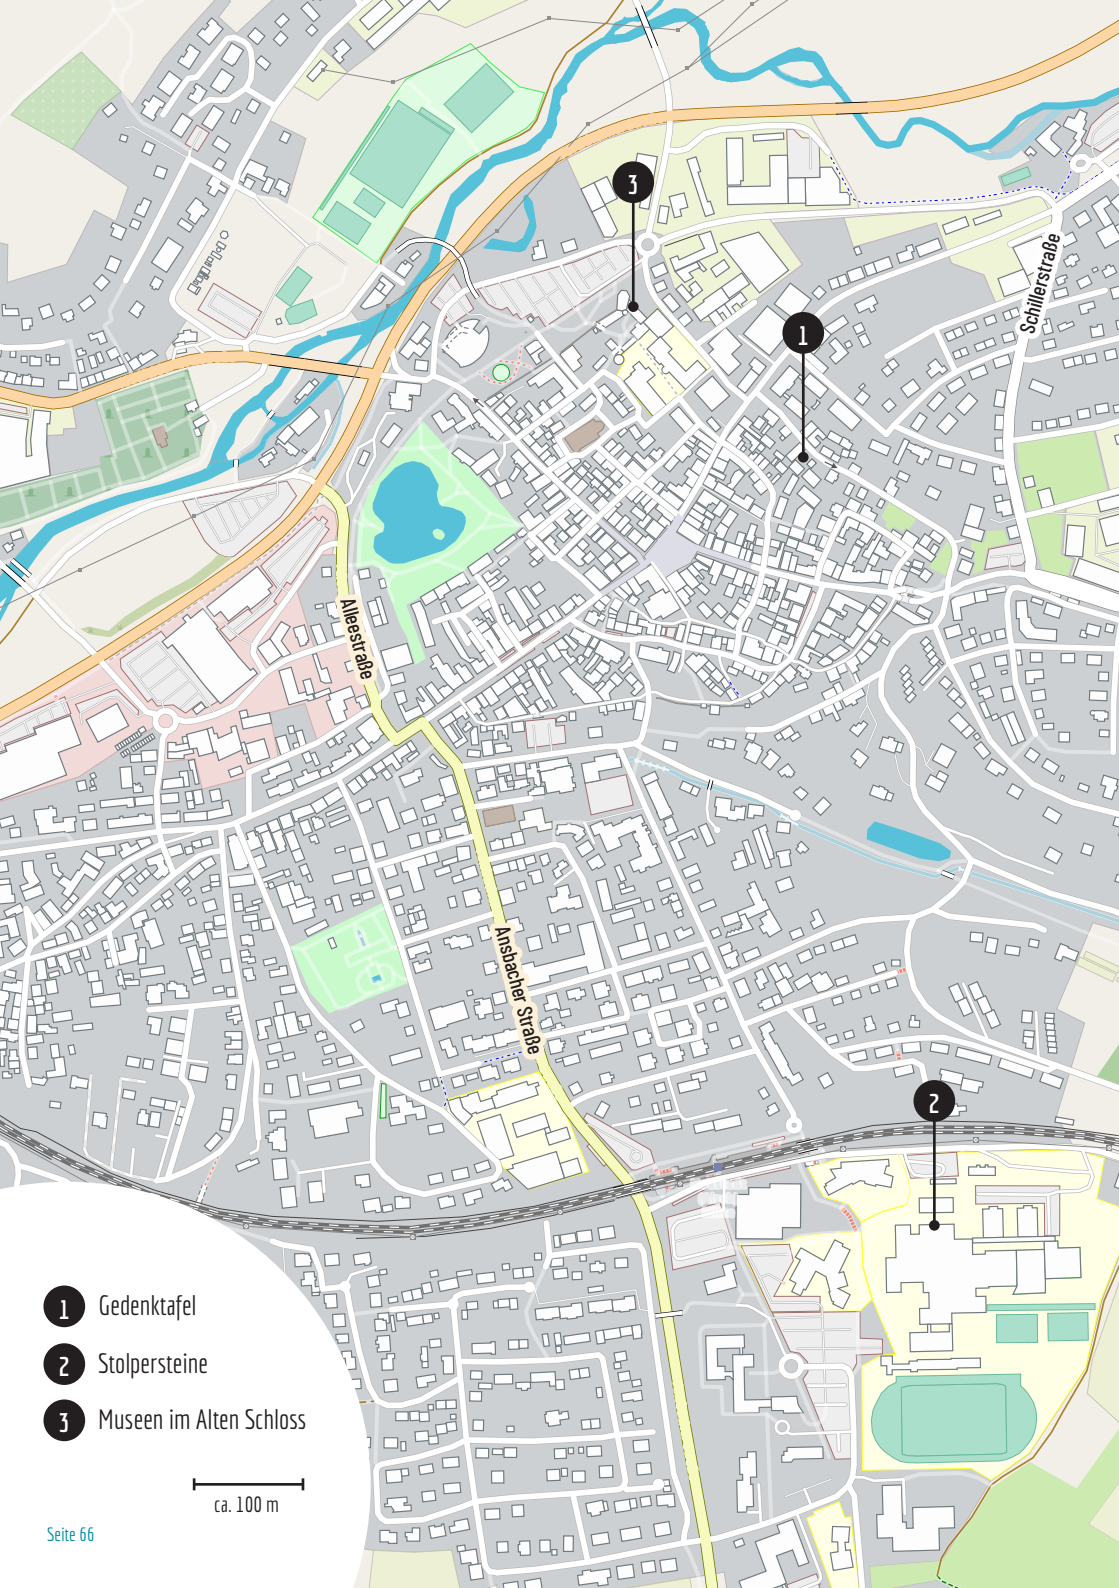 3
1
Schillerstraße
Alleestraße
Ansbacher Straße
2
1 Gedenktafel
2 Stolpersteine
3 Museen im Alten Schloss
ca. 100 m
Seite 66